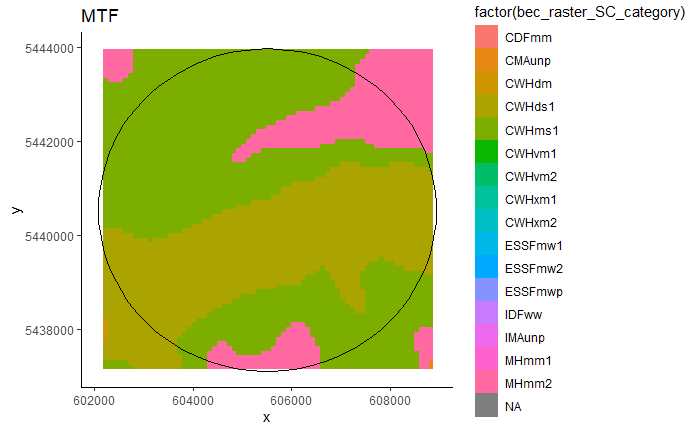 MTF
factor(bec_raster_SC_category)
CDFmm
CMAunp
CWHdm
CWHds1
CWHms1
CWHvm1
CWHvm2
CWHxm1
CWHxm2
ESSFmw1
ESSFmw2
ESSFmwp
IDFww
IMAunp
MHmm1
MHmm2
NA
5444000
5442000
5440000
5438000
y
602000 604000 606000 608000
x